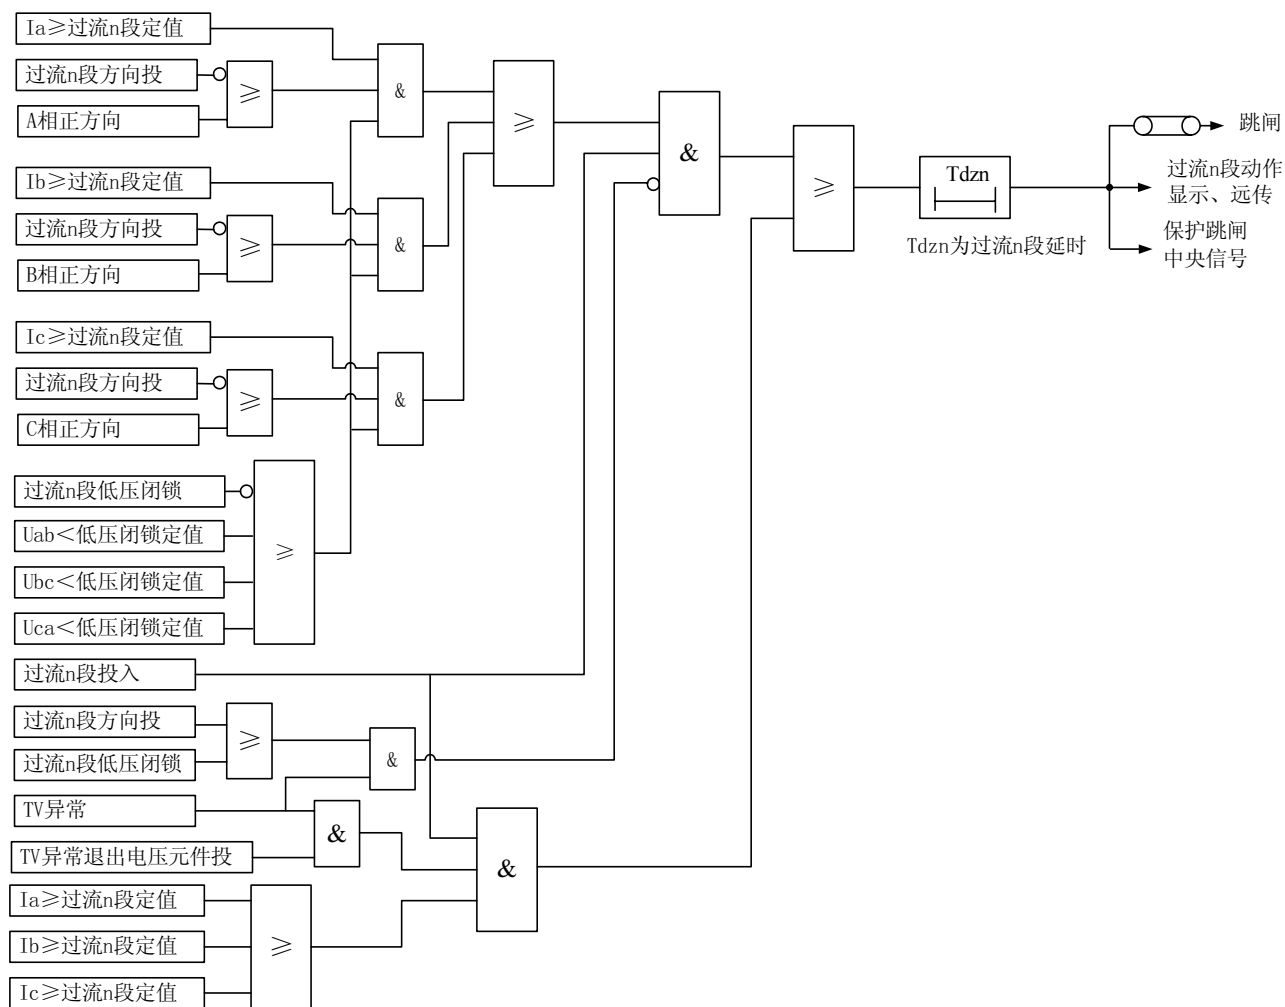 Ia≥过流n段定值
过流n段方向投
A相正方向
≥
&
≥
Ib≥过流n段定值
过流n段方向投
B相正方向
≥
&
Ic≥过流n段定值
过流n段方向投
C相正方向
≥
&
过流n段低压闭锁
Uab<低压闭锁定值
Ubc<低压闭锁定值
Uca<低压闭锁定值
≥
过流n段投入
过流n段方向投
过流n段低压闭锁
≥
&
TV异常
TV异常退出电压元件投
&
Ia≥过流n段定值
Ib≥过流n段定值
Ic≥过流n段定值
≥
&
&
≥
Tdzn
Tdzn为过流n段延时
跳闸
过流n段动作
显示、远传
保护跳闸
中央信号